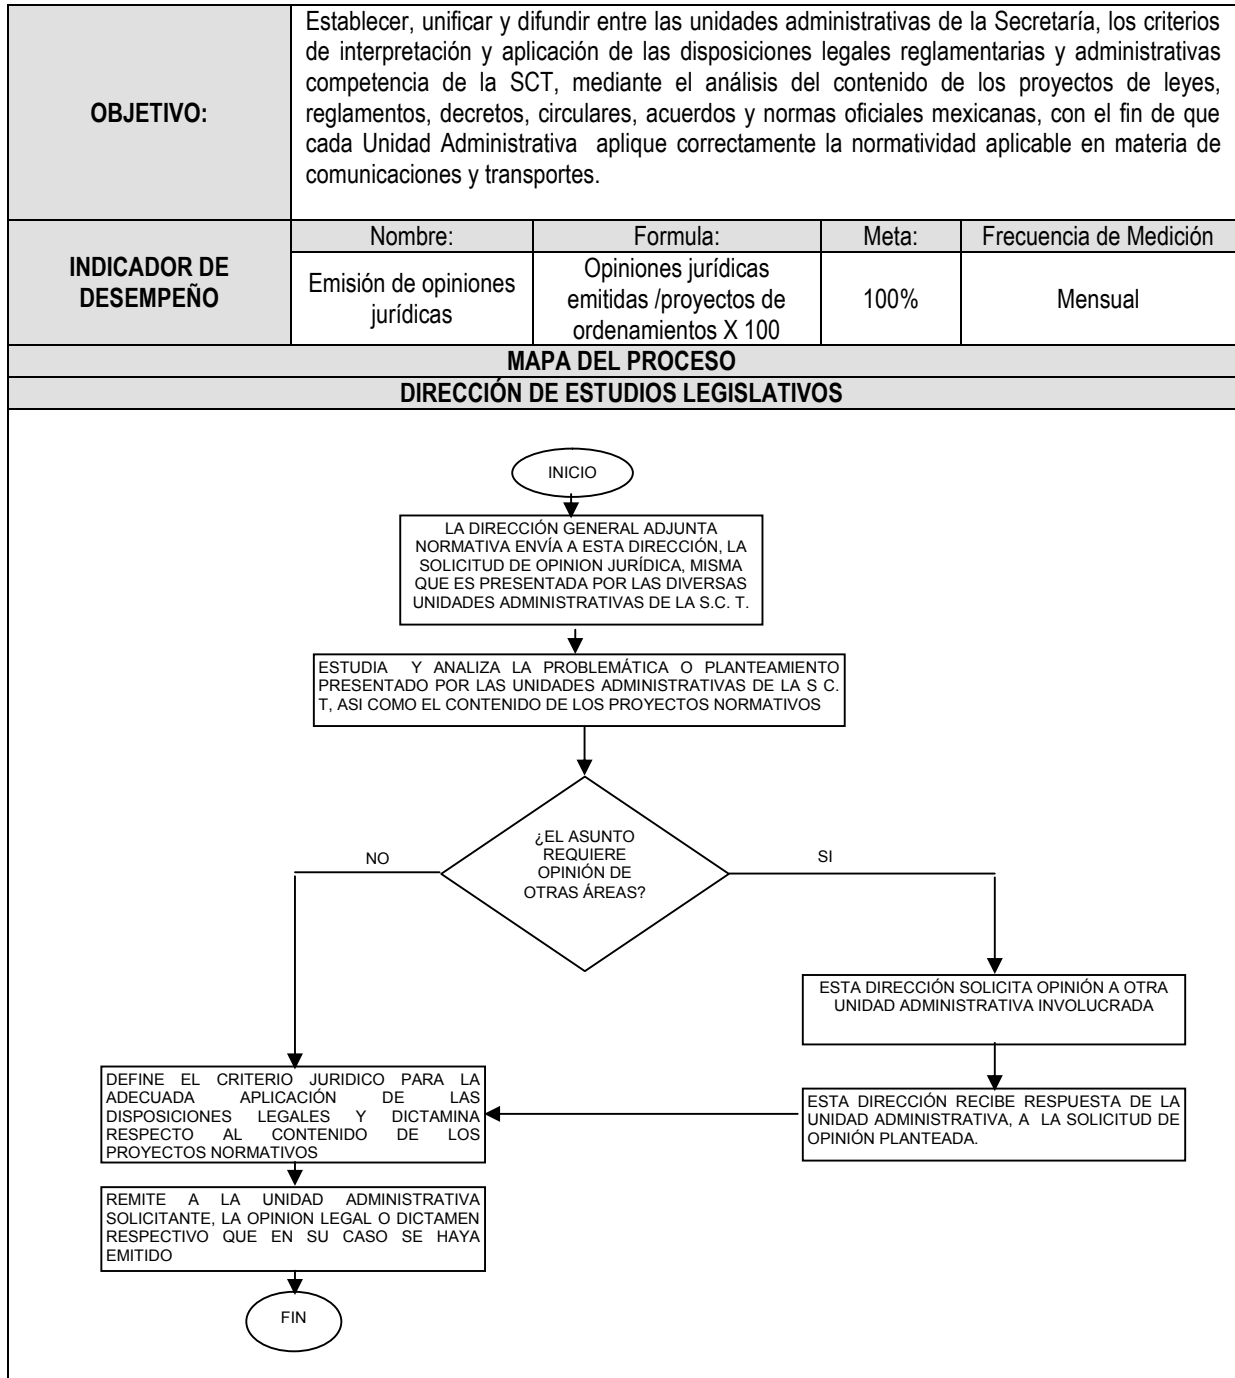 OBJETIVO:
Establecer, unificar y difundir entre las unidades administrativas de la Secretaría, los criterios
de interpretación y aplicación de las disposiciones legales reglamentarias y administrativas
competencia de la SCT, mediante el análisis del contenido de los proyectos de leyes,
reglamentos, decretos, circulares, acuerdos y normas oficiales mexicanas, con el fin de que
cada Unidad Administrativa aplique correctamente la normatividad aplicable en materia de
comunicaciones y transportes.
INDICADOR DE
DESEMPEÑO
Nombre:
Formula:
Meta:
Frecuencia de Medición
Emisión de opiniones
jurídicas
Opiniones jurídicas
emitidas /proyectos de
ordenamientos X 100
100%
Mensual
MAPA DEL PROCESO
DIRECCIÓN DE ESTUDIOS LEGISLATIVOS
INICIO
LA DIRECCIÓN GENERAL ADJUNTA
NORMATIVA ENVÍA A ESTA DIRECCIÓN, LA
SOLICITUD DE OPINION JURÍDICA, MISMA
QUE ES PRESENTADA POR LAS DIVERSAS
UNIDADES ADMINISTRATIVAS DE LA S.C. T.
ESTUDIA Y ANALIZA LA PROBLEMÁTICA O PLANTEAMIENTO
PRESENTADO POR LAS UNIDADES ADMINISTRATIVAS DE LA S C.
T, ASI COMO EL CONTENIDO DE LOS PROYECTOS NORMATIVOS
¿EL ASUNTO
REQUIERE
OPINIÓN DE
OTRAS ÁREAS?
NO
SI
ESTA DIRECCIÓN SOLICITA OPINIÓN A OTRA
UNIDAD ADMINISTRATIVA INVOLUCRADA
DEFINE EL CRITERIO JURIDICO PARA LA
ADECUADA APLICACIÓN DE LAS
DISPOSICIONES LEGALES Y DICTAMINA
RESPECTO AL CONTENIDO DE LOS
PROYECTOS NORMATIVOS
ESTA DIRECCIÓN RECIBE RESPUESTA DE LA
UNIDAD ADMINISTRATIVA, A LA SOLICITUD DE
OPINIÓN PLANTEADA.
REMITE A LA UNIDAD ADMINISTRATIVA
SOLICITANTE, LA OPINION LEGAL O DICTAMEN
RESPECTIVO QUE EN SU CASO SE HAYA
EMITIDO
FIN